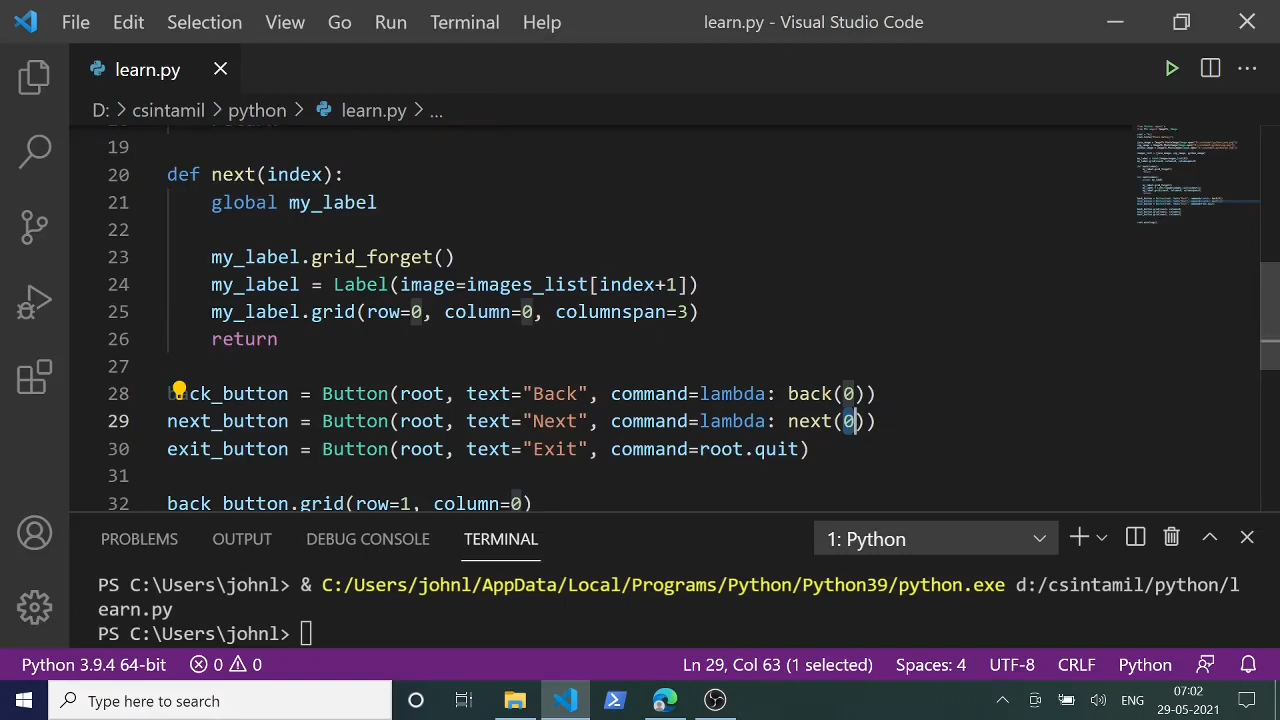 File Edit Selection View Go Run Terminal Help learn.py - Visual Studio Code
learn.py
D: > csintamil > python > learn.py > ...
19
20 def next(index):
21 global my_label
22
23 my_label.grid_forget()
24 my_label = Label(image=images_list[index+1])
25 my_label.grid(row=0, column=0, columnspan=3)
26 return
27
28 back_button = Button(root, text="Back", command=lambda: back(0))
29 next_button = Button(root, text="Next", command=lambda: next(0))
30 exit_button = Button(root, text="Exit", command=root.quit)
31
32 back_button.grid(row=1, column=0)
PROBLEMS OUTPUT DEBUG CONSOLE TERMINAL 1: Python
PS C:\Users\johnl> & C:/Users/johnl/AppData/Local/Programs/Python/Python39/python.exe d:/csintamil/python/l
earn.py
PS C:\Users\johnl>
Python 3.9.4 64-bit 0 0 Ln 29, Col 63 (1 selected) Spaces: 4 UTF-8 CRLF Python
Type here to search ENG 07:02
29-05-2021